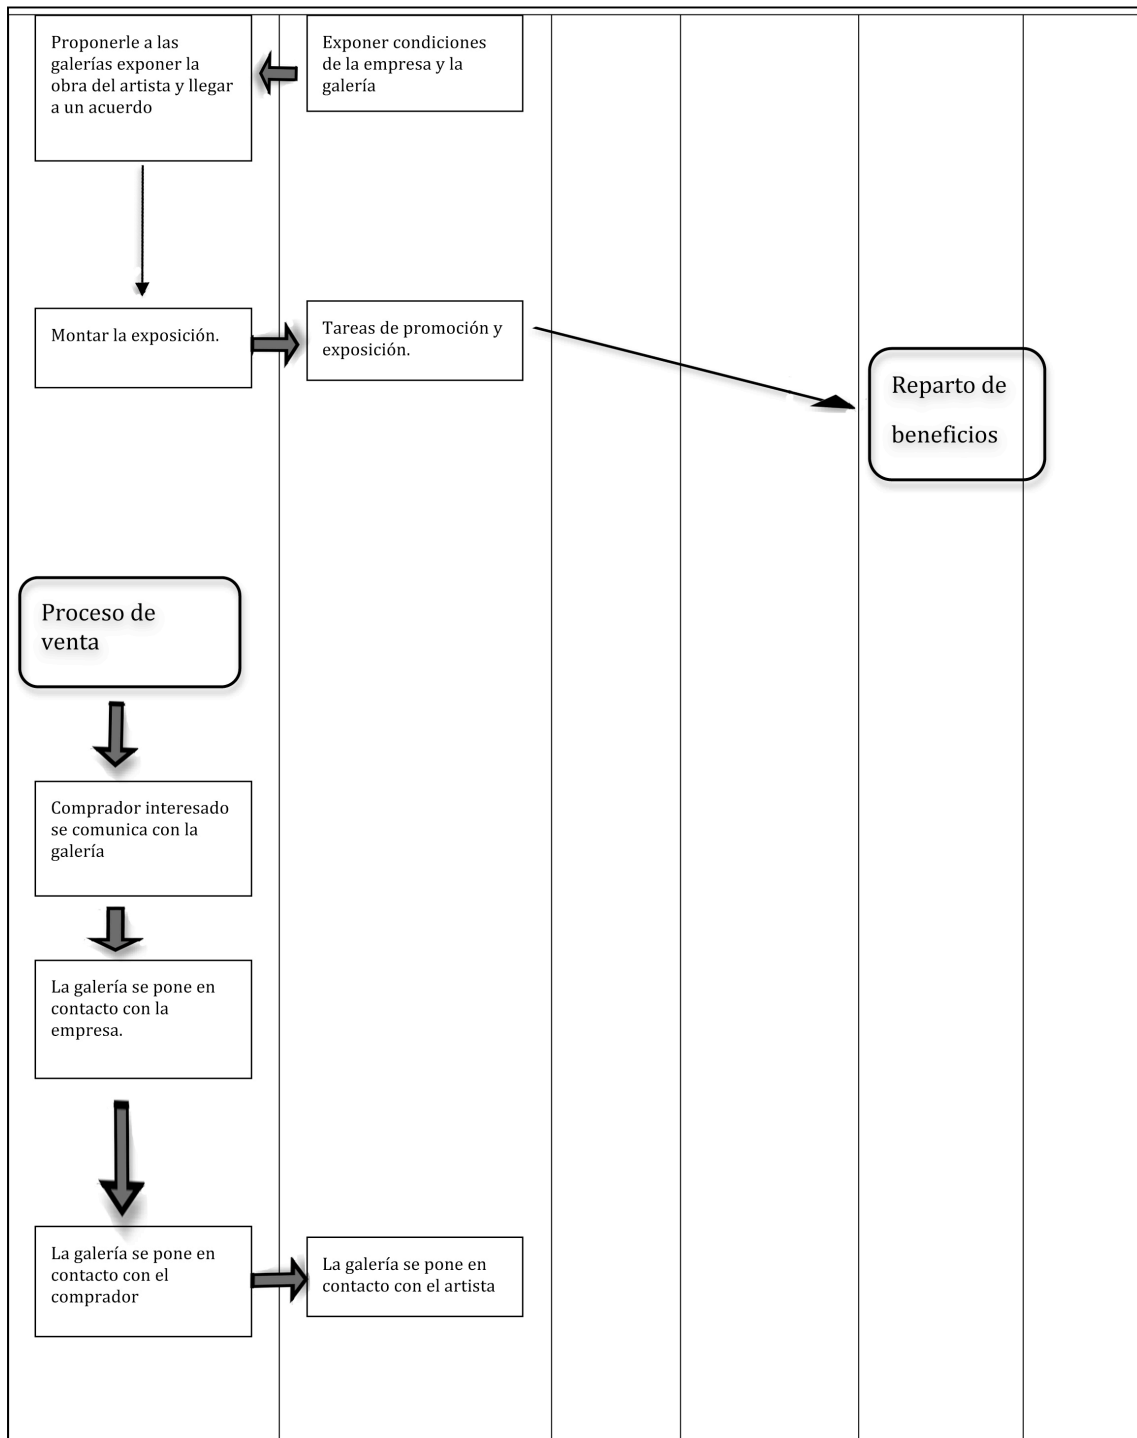 Proponerle a las
galerías exponer la
obra del artista y llegar
a un acuerdo
Exponer condiciones
de la empresa y la
galería
Montar la exposición.
Tareas de promoción y
exposición.
Reparto de
beneficios
Proceso de
venta
Comprador interesado
se comunica con la
galería
La galería se pone en
contacto con la
empresa.
La galería se pone en
contacto con el
comprador
La galería se pone en
contacto con el artista